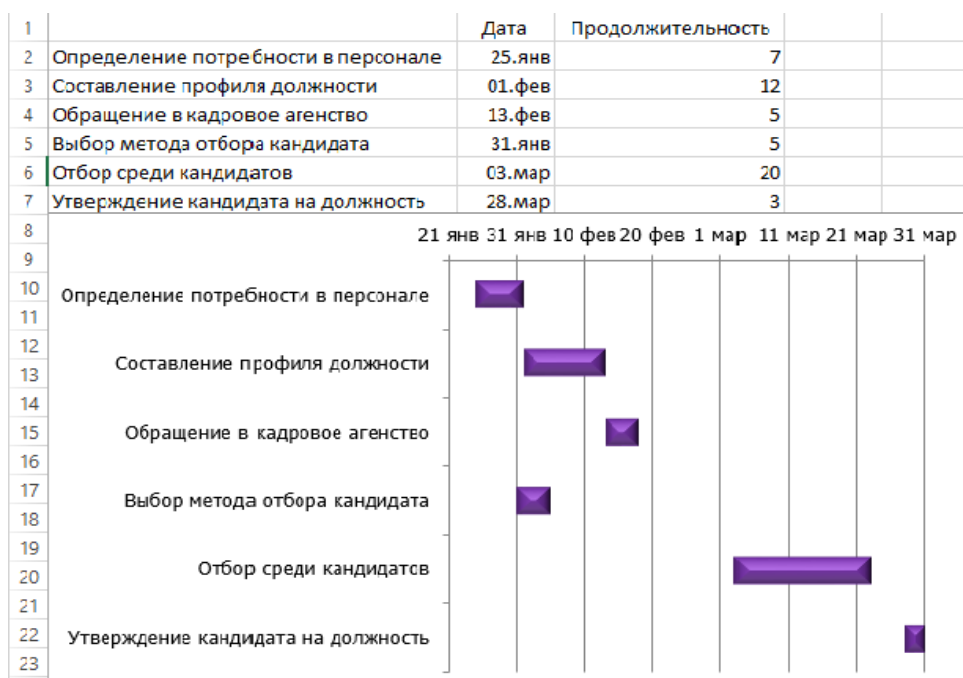 1 Дата Продолжительность
2 Определение потребности в персонале 25.янв 7
3 Составление профиля должности 01.фев 12
4 Обращение в кадровое агенство 13.фев 5
5 Выбор метода отбора кандидата 31.янв 5
6 Отбор среди кандидатов 03.мар 20
7 Утверждение кандидата на должность 28.мар 3
8 21 янв 31 янв 10 фев 20 фев 1 мар 11 мар 21 мар 31 мар
9
10 Определение потребности в персонале
11
12
13 Составление профиля должности
14
15 Обращение в кадровое агенство
16
17 Выбор метода отбора кандидата
18
19
20 Отбор среди кандидатов
21
22 Утверждение кандидата на должность
23